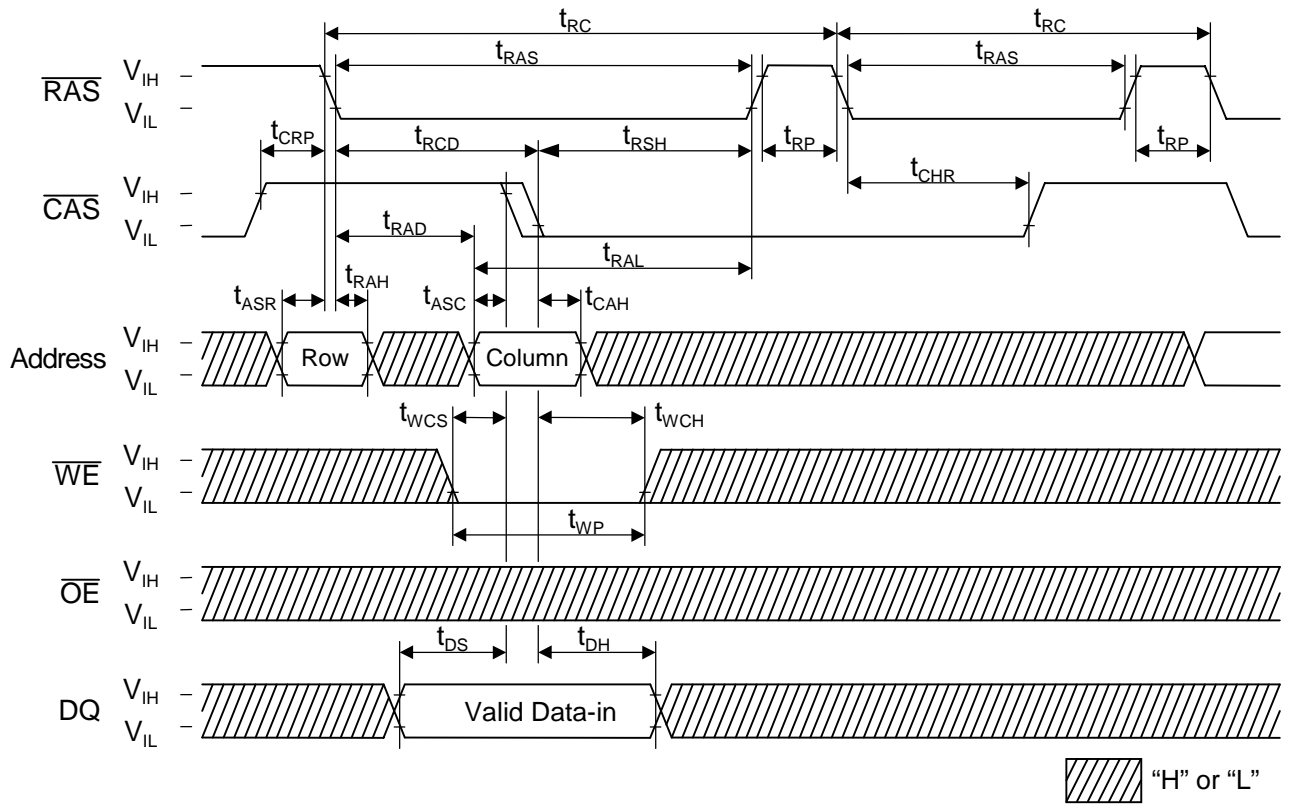 tRC tRC
tRAS tRAS
RAS VIH
VIL
tCRP tRCD tRSH tRP tRP
tCHR
CAS VIH
VIL
tRAD
tRAL
tRAH
tASR tASC tCAH
Address VIH
VIL
Row Column
tWCS tWCH
WE VIH
VIL
tWP
OE VIH
VIL
tDS tDH
DQ VIH
VIL
Valid Data-in
“H” or “L”